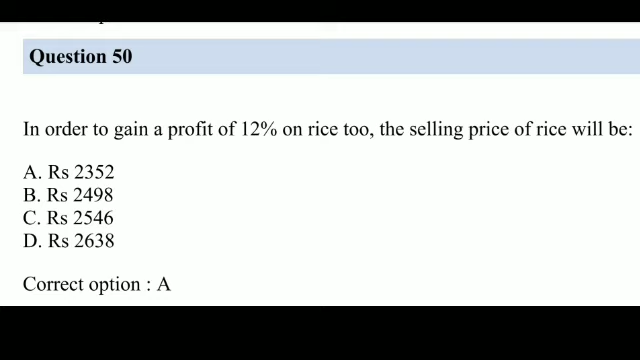 Question 50
In order to gain a profit of 12% on rice too, the selling price of rice will be:
A. Rs 2352
B. Rs 2498
C. Rs 2546
D. Rs 2638
Correct option : A